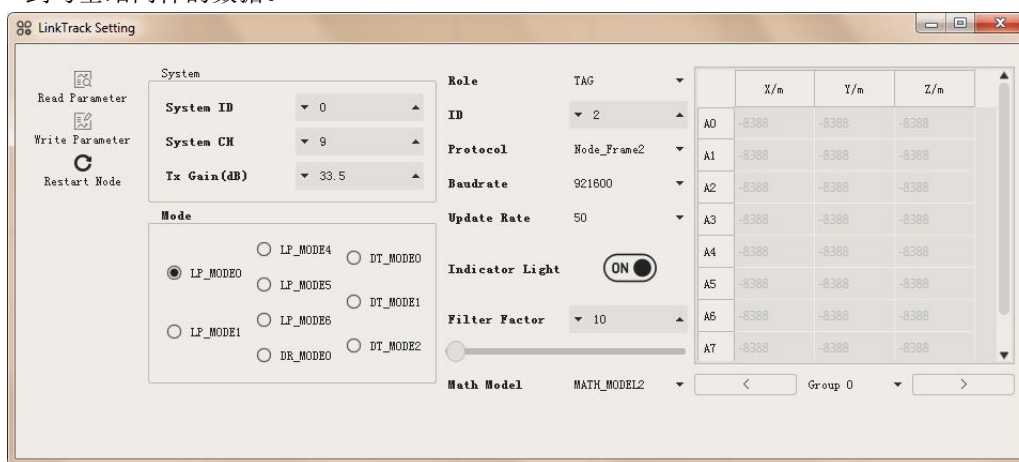 LinkTrack Setting
Read Parameter
Write Parameter
Restart Node
System
System ID 0
System CH 9
Tx Gain(dB) 33.5
Mode
LP_MODE0
LP_MODE1
LP_MODE4
LP_MODE5
LP_MODE6
DR_MODE0
DT_MODE0
DT_MODE1
DT_MODE2
Role TAG
ID 2
Protocol Node_Frame2
Baudrate 921600
Update Rate 50
Indicator Light ON
Filter Factor 10
Math Model MATH_MODEL2
X/m Y/m Z/m
A0 -8388 -8388 -8388
A1 -8388 -8388 -8388
A2 -8388 -8388 -8388
A3 -8388 -8388 -8388
A4 -8388 -8388 -8388
A5 -8388 -8388 -8388
A6 -8388 -8388 -8388
A7 -8388 -8388 -8388
< Group 0 >